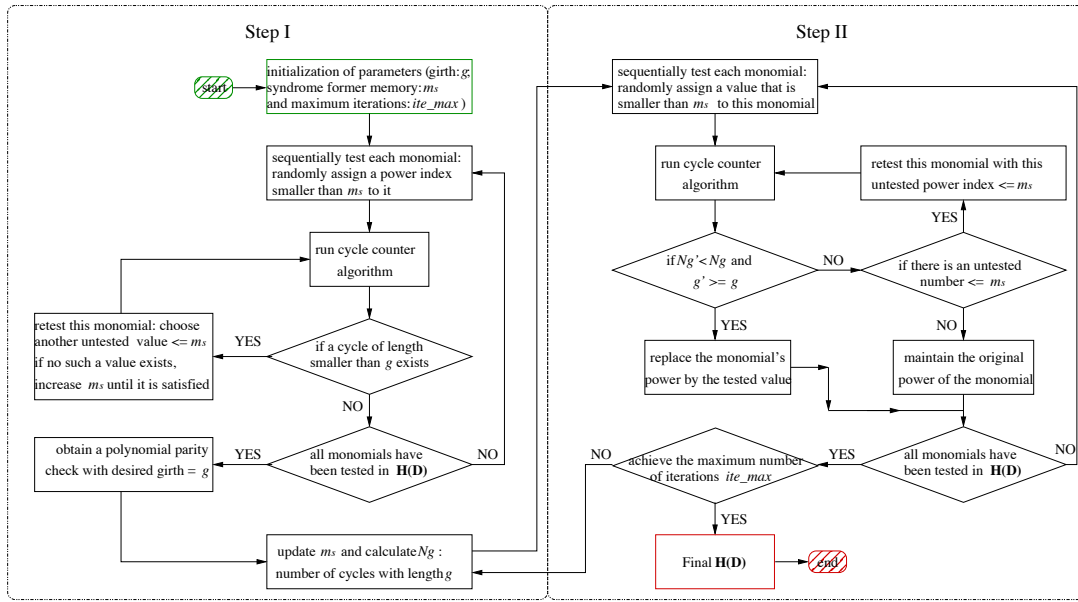 Step I
start
initialization of parameters (girth: g,
syndrome former memory: ms
and maximum iterations: ite_max )
sequentially test each monomial:
randomly assign a power index
smaller than ms to it
run cycle counter
algorithm
retest this monomial: choose
another untested value <= ms
if no such a value exists,
increase ms until it is satisfied
YES
if a cycle of length
smaller than g exists
NO
obtain a polynomial parity
check with desired girth = g
YES
all monomials have
been tested in H(D)
NO
update ms and calculate Ng :
number of cycles with length g
Step II
sequentially test each monomial:
randomly assign a value that is
smaller than ms to this monomial
run cycle counter
algorithm
retest this monomial with this
untested power index <= ms
YES
if Ng'< Ng and
g' >= g
NO
if there is an untested
number <= ms
YES
NO
replace the monomial's
power by the tested value
maintain the original
power of the monomial
NO
achieve the maximum number
of iterations ite_max
YES
all monomials have
been tested in H(D)
NO
YES
Final H(D)
end